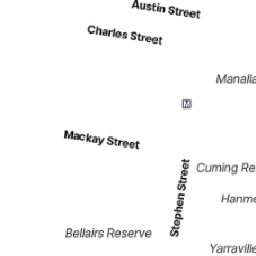 Austin Street
Charles Street
Manalla
M
Mackay Street
Stephen Street
Cuming Re
Hanme
Bellairs Reserve
Yarraville